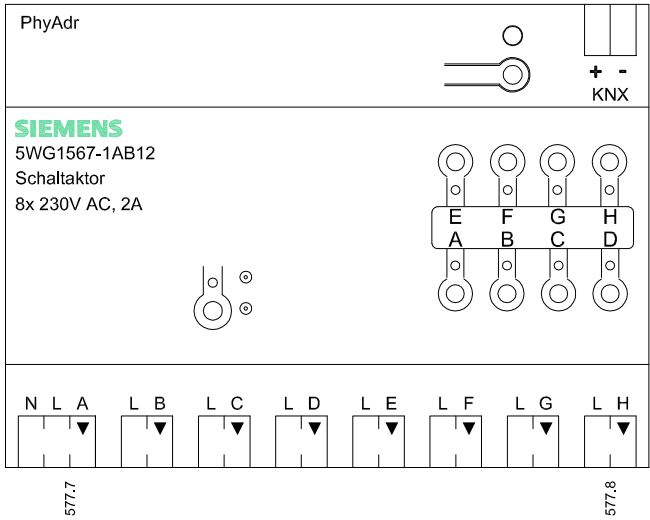 PhyAdr
+ -
KNX
SIEMENS
5WG1567-1AB12
Schaltaktor
8x 230V AC, 2A
E F G H
A B C D
N L A L B L C L D L E L F L G L H
577.7 577.8